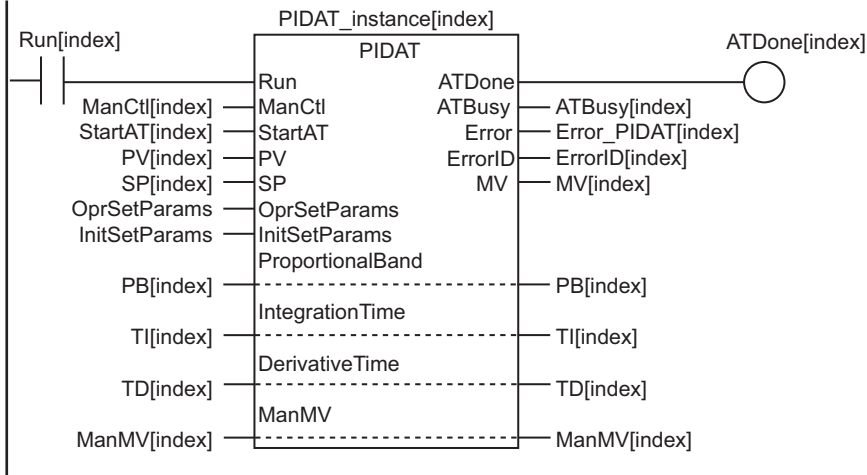 PIDAT_instance[index]
Run[index]
PIDAT
ATDone[index]
Run ATDone
ManCtl[index] ManCtl ATBusy ATBusy[index]
StartAT[index] StartAT Error Error_PIDAT[index]
PV[index] PV ErrorID ErrorID[index]
SP[index] SP MV MV[index]
OprSetParams OprSetParams
InitSetParams InitSetParams
ProportionalBand
PB[index] PB[index]
IntegrationTime
TI[index] TI[index]
DerivativeTime
TD[index] TD[index]
ManMV
ManMV[index] ManMV[index]